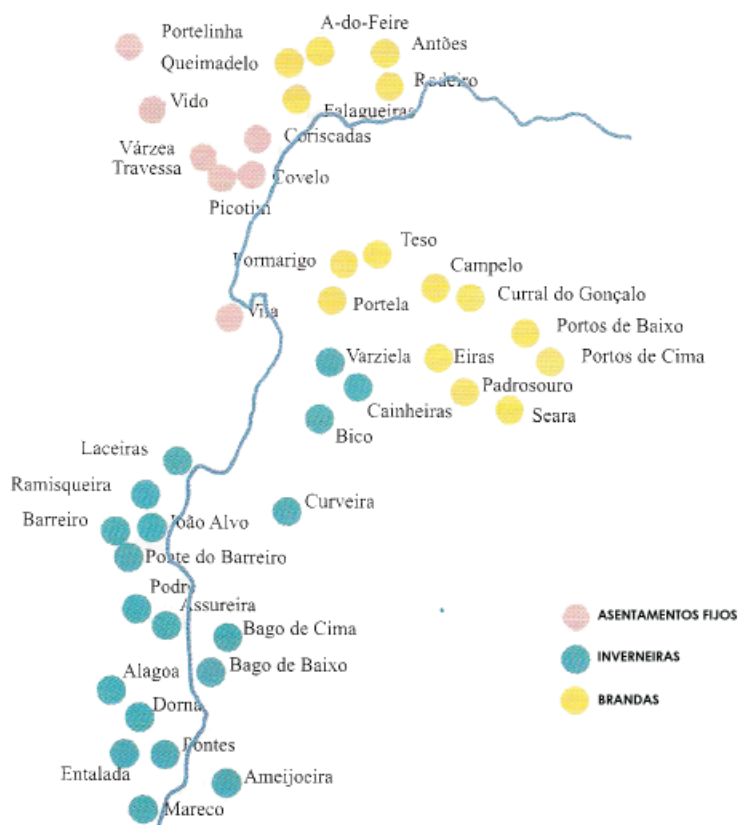 A-do-Feire
Portelinha
Antões
Queimadelo
Rodeiro
Vido
Falagueiras
Coriscadas
Várzea
Travessa
Covelo
Picotim
Teso
Formarigo
Campelo
Curral do Gonçalo
Portela
Vila
Portos de Baixo
Varziela
Eiras
Portos de Cima
Padrosouro
Cainheiras
Seara
Bico
Laceiras
Ramisqueira
Curveira
Barreiro
João Alvo
Ponte do Barreiro
Podre
Assureira
ASENTAMENTOS FIJOS
Bago de Cima
INVERNEIRAS
Bago de Baixo
Alagoa
BRANDAS
Dorna
Pontes
Entalada
Ameijoeira
Mareco